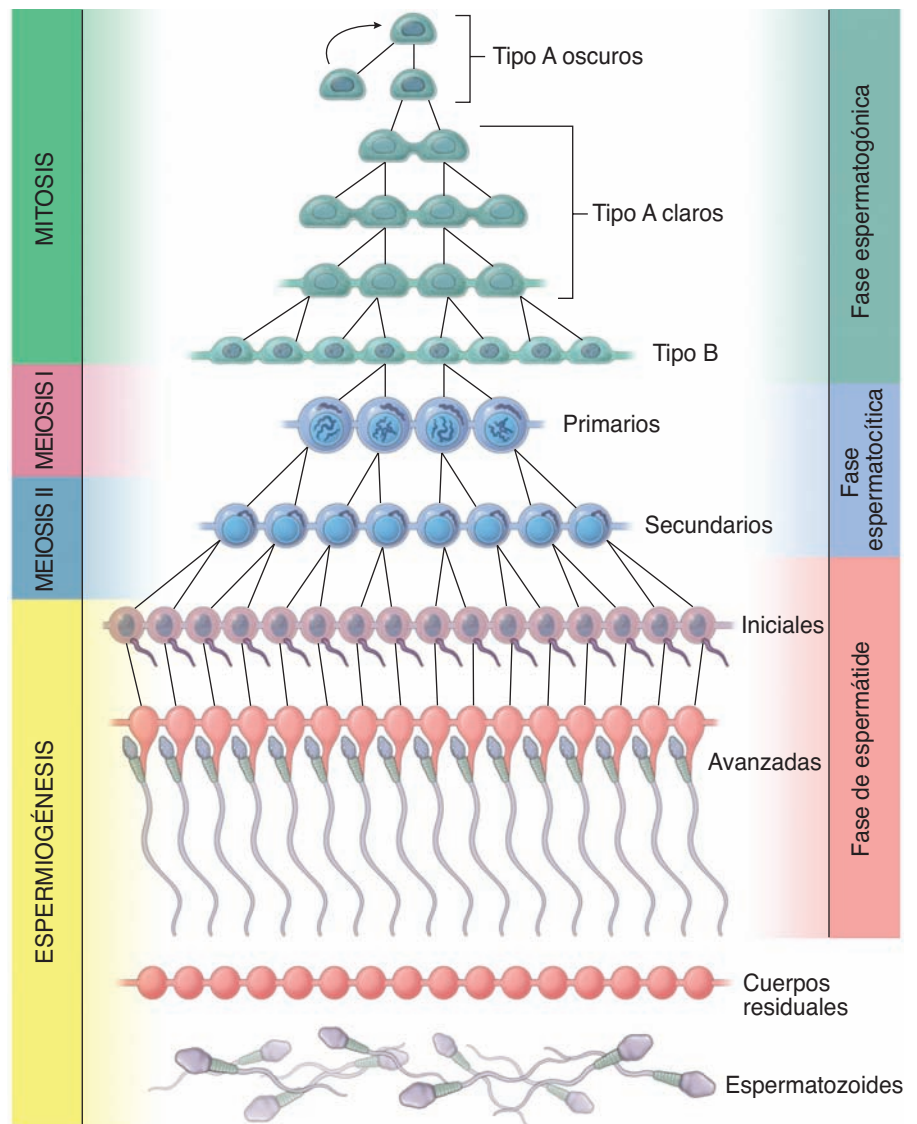 MITOSIS
MEIOSIS I
MEIOSIS II
ESPERMIOGÉNESIS
Tipo A oscuros
Tipo A claros
Tipo B
Primarios
Secundarios
Iniciales
Avanzadas
Cuerpos
residuales
Espermatozoides
Fase espermatogónica
Fase
espermatocítica
Fase de espermátide